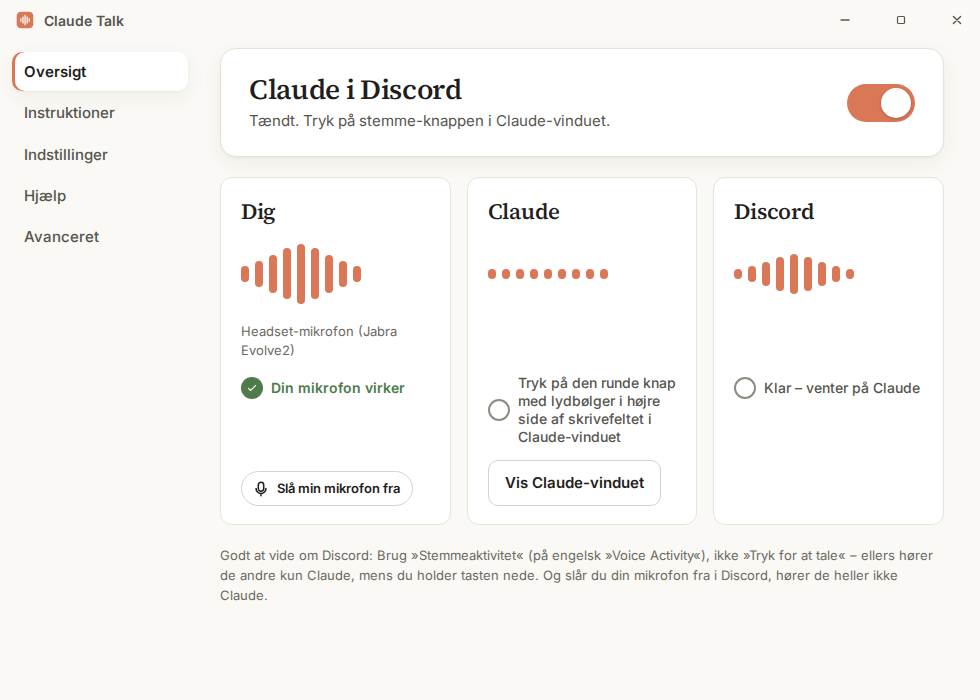 Claude Talk
Oversigt
Instruktioner
Indstillinger
Hjælp
Avanceret
Claude i Discord
Tændt. Tryk på stemme-knappen i Claude-vinduet.
Dig
Headset-mikrofon (Jabra
Evolve2)
Din mikrofon virker
Slå min mikrofon fra
Claude
Tryk på den runde knap
med lydbølger i højre
side af skrivefeltet i
Claude-vinduet
Vis Claude-vinduet
Discord
Klar – venter på Claude
Godt at vide om Discord: Brug »Stemmeaktivitet« (på engelsk »Voice Activity«), ikke »Tryk for at tale« – ellers hører
de andre kun Claude, mens du holder tasten nede. Og slår du din mikrofon fra i Discord, hører de heller ikke
Claude.